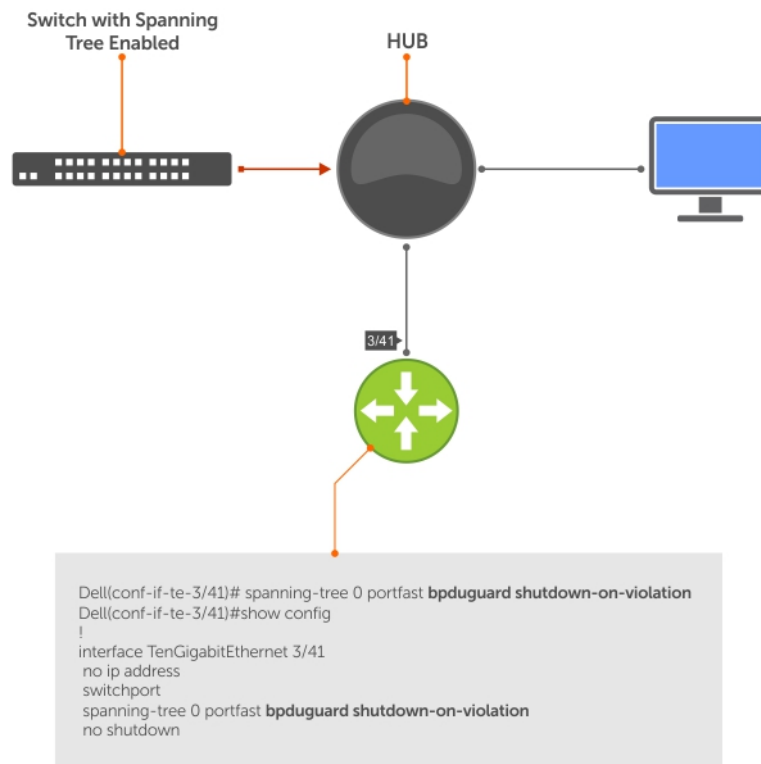 Switch with Spanning
Tree Enabled
HUB
3/41
Dell(conf-if-te-3/41)# spanning-tree 0 portfast bpduguard shutdown-on-violation
Dell(conf-if-te-3/41)#show config
!
interface TenGigabitEthernet 3/41
no ip address
switchport
spanning-tree 0 portfast bpduguard shutdown-on-violation
no shutdown